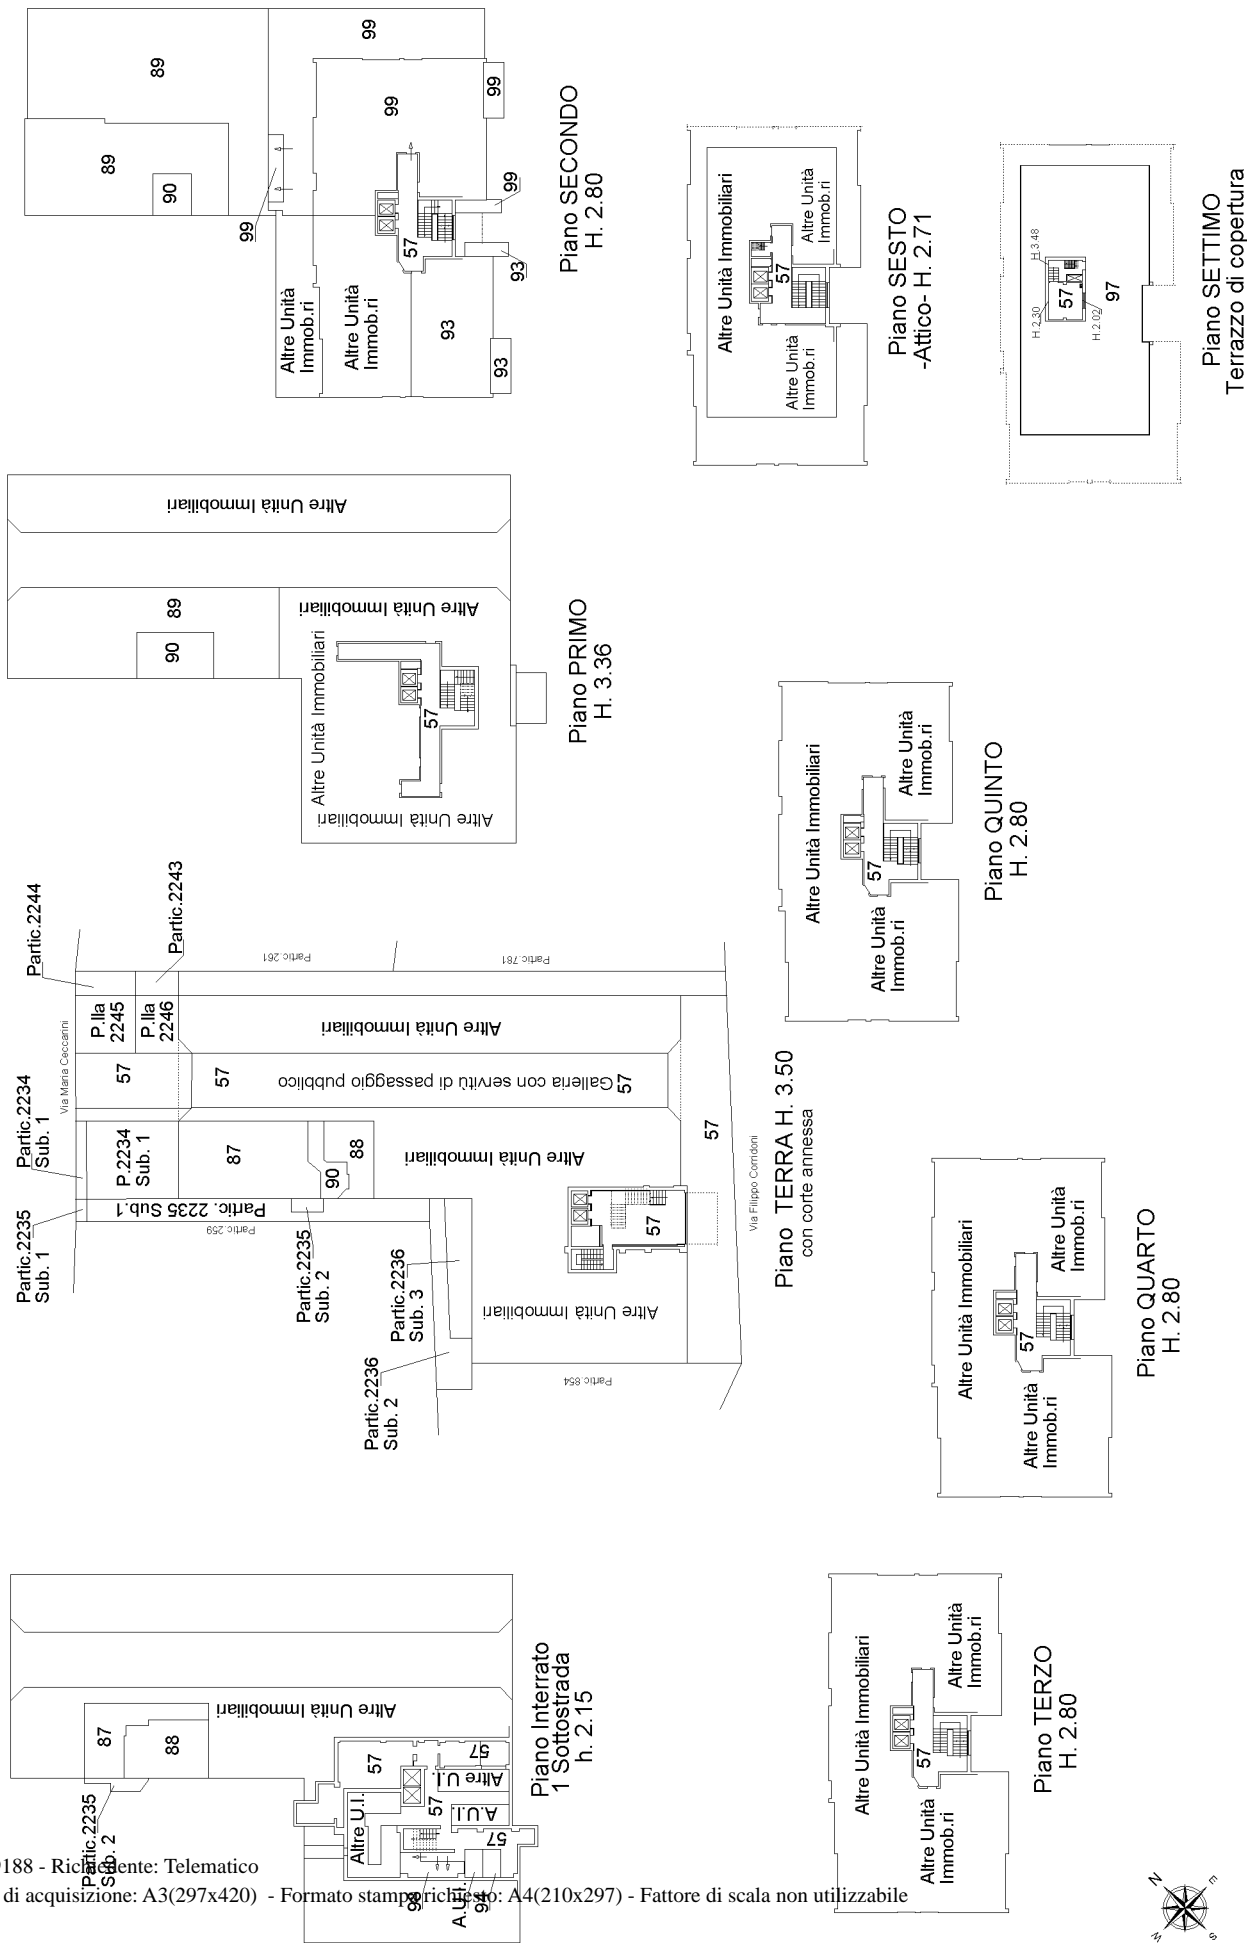 89
99
89
90
99
99
99
99
57
93
93
93
Altre Unità
Immob.ri
Altre Unità
Immob.ri
Piano SECONDO
H. 2.80
Altre Unità Immobiliari
Altre Unità
Immob.ri
57
Altre Unità
Immob.ri
Piano SESTO
-Attico- H. 2.71
H.3.48
H.2.30
57
H.2.02
97
Piano SETTIMO
Terrazzo di copertura
Altre Unità Immobiliari
89
90
Altre Unità Immobiliari
Altre Unità Immobiliari
57
Altre Unità Immobiliari
Piano PRIMO
H. 3.36
Altre Unità Immobiliari
Altre Unità
Immob.ri
57
Altre Unità
Immob.ri
Piano QUINTO
H. 2.80
Partic.2244
Partic.2243
Partic.261
Partic.781
P.lla
2245
P.lla
2246
Altre Unità Immobiliari
Via Maria Ceccarini
57
57
Galleria con servitù di passaggio pubblico
57
57
Partic.2234
Sub. 1
P.2234
Sub. 1
87
90
88
Altre Unità Immobiliari
Partic.2235
Sub. 1
Partic. 2235 Sub.1
Partic.259
Partic.2235
Sub. 2
Partic.2236
Sub. 3
Partic.2236
Sub. 2
57
Altre Unità Immobiliari
Partic.854
Via Filippo Corridoni
Piano TERRA H. 3.50
con corte annessa
Altre Unità Immobiliari
Altre Unità
Immob.ri
57
Altre Unità
Immob.ri
Piano QUARTO
H. 2.80
87
88
Altre Unità Immobiliari
Partic.2235
Sub. 2
57
57
Altre U.I.
Altre U.I.
57
A.U.I.
57
98
A.U.I.
94
Piano Interrato
1 Sottostrada
h. 2.15
Altre Unità Immobiliari
Altre Unità
Immob.ri
57
Altre Unità
Immob.ri
Piano TERZO
H. 2.80
9188 - Richiedente: Telematico
di acquisizione: A3(297x420) - Formato stampa richiesto: A4(210x297) - Fattore di scala non utilizzabile
N
E
S
W